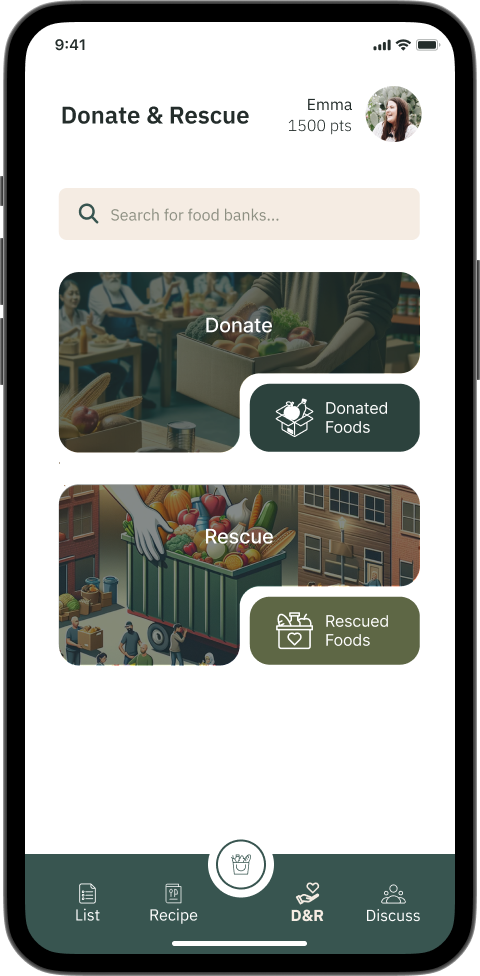 9:41
Donate & Rescue
Emma
1500 pts
Search for food banks...
Donate
Donated
Foods
Rescue
Rescued
Foods
List
Recipe
D&R
Discuss